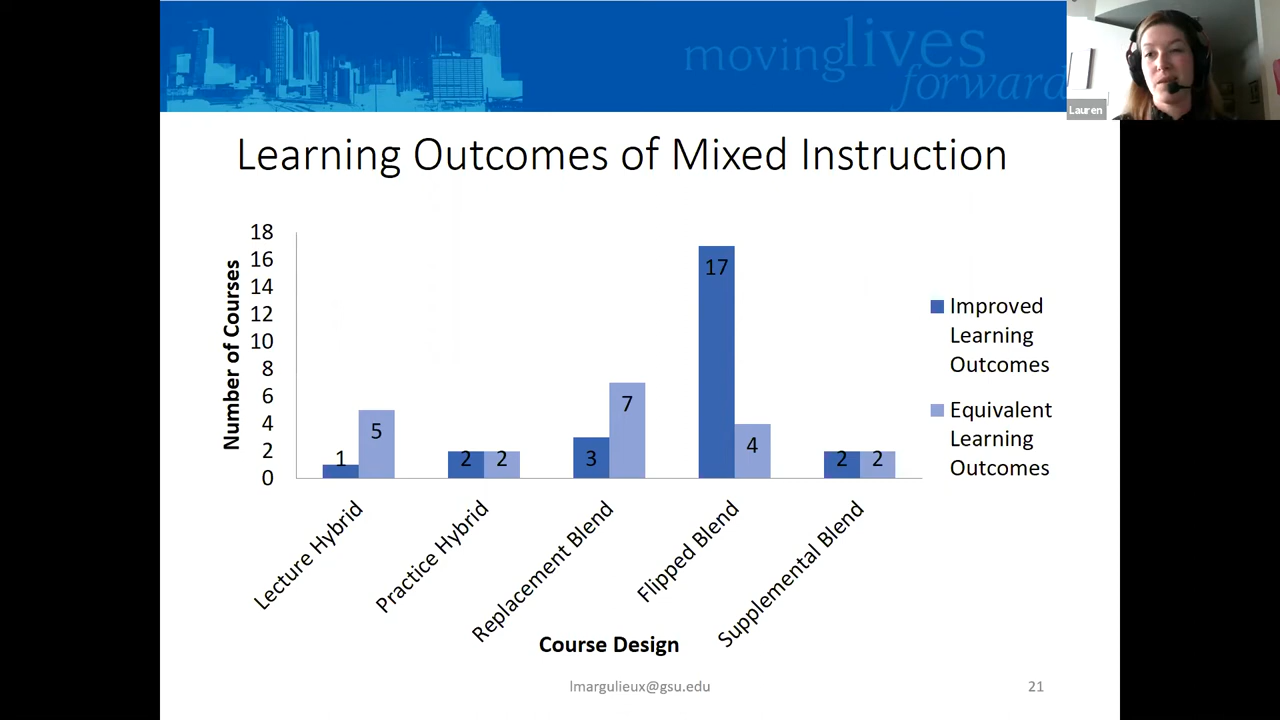 movinglives
forward
Lauren
Learning Outcomes of Mixed Instruction
18
16
14
12
10
8
6
4
2
0
Number of Courses
1
5
2
2
3
7
17
4
2
2
Improved
Learning
Outcomes
Equivalent
Learning
Outcomes
Lecture Hybrid
Practice Hybrid
Replacement Blend
Flipped Blend
Supplemental Blend
Course Design
lmargulieux@gsu.edu
21